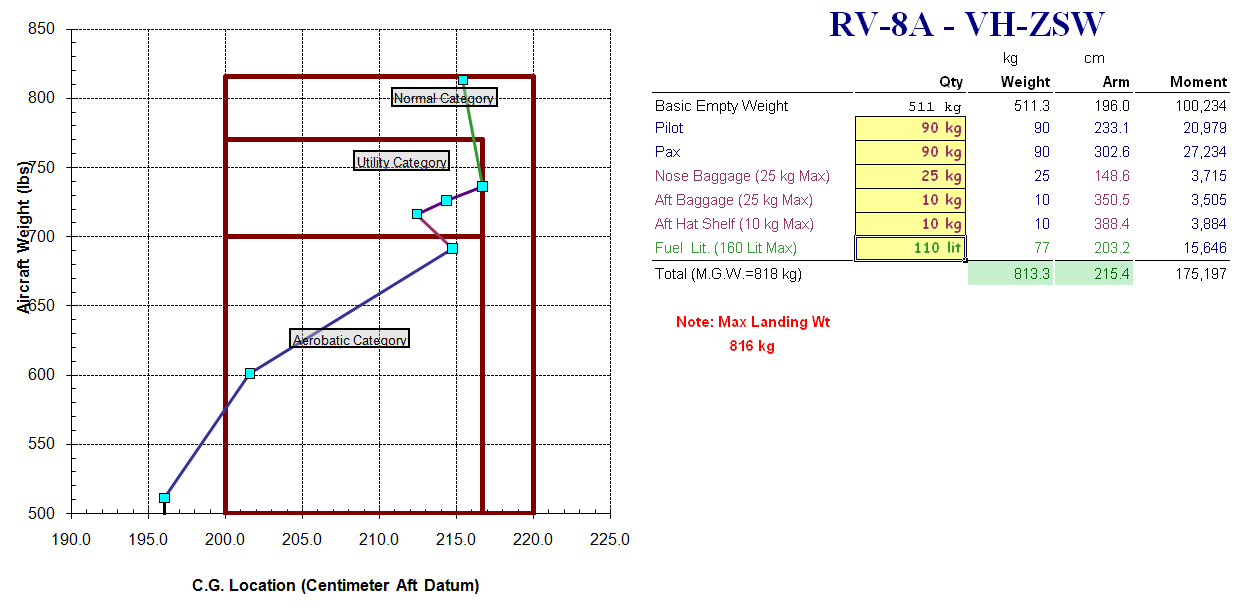 RV-8A - VH-ZSW
kg cm
Qty Weight Arm Moment
Basic Empty Weight 511 kg 511.3 196.0 100,234
Pilot 90 kg 90 233.1 20,979
Pax 90 kg 90 302.6 27,234
Nose Baggage (25 kg Max) 25 kg 25 148.6 3,715
Aft Baggage (25 kg Max) 10 kg 10 350.5 3,505
Aft Hat Shelf (10 kg Max) 10 kg 10 388.4 3,884
Fuel Lit. (160 Lit Max) 110 lit 77 203.2 15,646
Total (M.G.W.=818 kg) 813.3 215.4 175,197
Note: Max Landing Wt
816 kg
850
800
750
700
650
600
550
500
Aircraft Weight (lbs)
Normal Category
Utility Category
Aerobatic Category
190.0 195.0 200.0 205.0 210.0 215.0 220.0 225.0
C.G. Location (Centimeter Aft Datum)